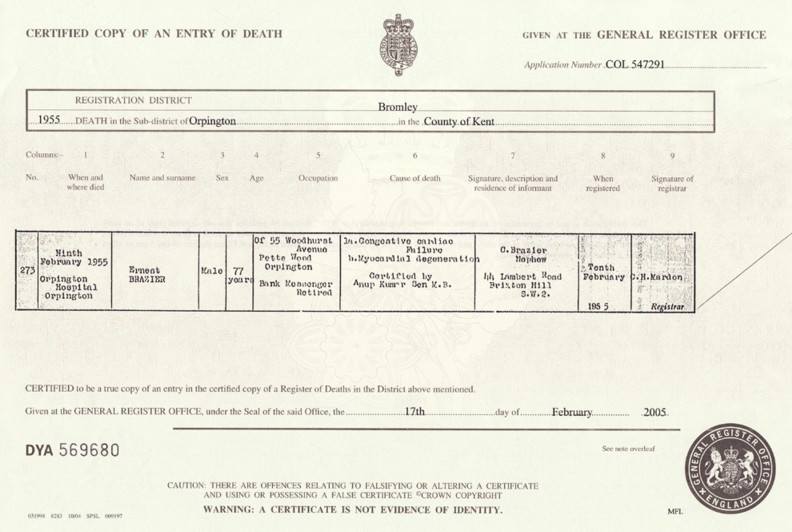 CERTIFIED COPY OF AN ENTRY OF DEATH
GIVEN AT THE GENERAL REGISTER OFFICE
Application Number COL 547291
REGISTRATION DISTRICT Bromley
1955 DEATH in the Sub-district of Orpington in the County of Kent
Columns:- 1 2 3 4 5 6 7 8 9
No. When and where died Name and surname Sex Age Occupation Cause of death Signature, description and residence of informant When registered Signature of registrar
273
Ninth
February 1955
Orpington
Hospital
Orpington
Ernest
BRAZIER
Male
77
years
Of 55 Woodhurst
Avenue
Petts Wood
Orpington
Bank Messenger
Retired
Ia.Congestive cardiac
Failure
b.Myocardial degeneration
Certified by
Anup Kumar Sen M.B.
C.Brazier
Nephew
44 Lambert Road
Brixton Hill
S.W.2.
Tenth
February
1955
Registrar
CERTIFIED to be a true copy of an entry in the certified copy of a Register of Deaths in the District above mentioned.
Given at the GENERAL REGISTER OFFICE, under the Seal of the said Office, the 17th day of February 2005.
DYA 569680
See note overleaf
CAUTION: THERE ARE OFFENCES RELATING TO FALSIFYING OR ALTERING A CERTIFICATE
AND USING OR POSSESSING A FALSE CERTIFICATE ©CROWN COPYRIGHT
WARNING: A CERTIFICATE IS NOT EVIDENCE OF IDENTITY.
MFL
GENERAL REGISTER OFFICE
ENGLAND